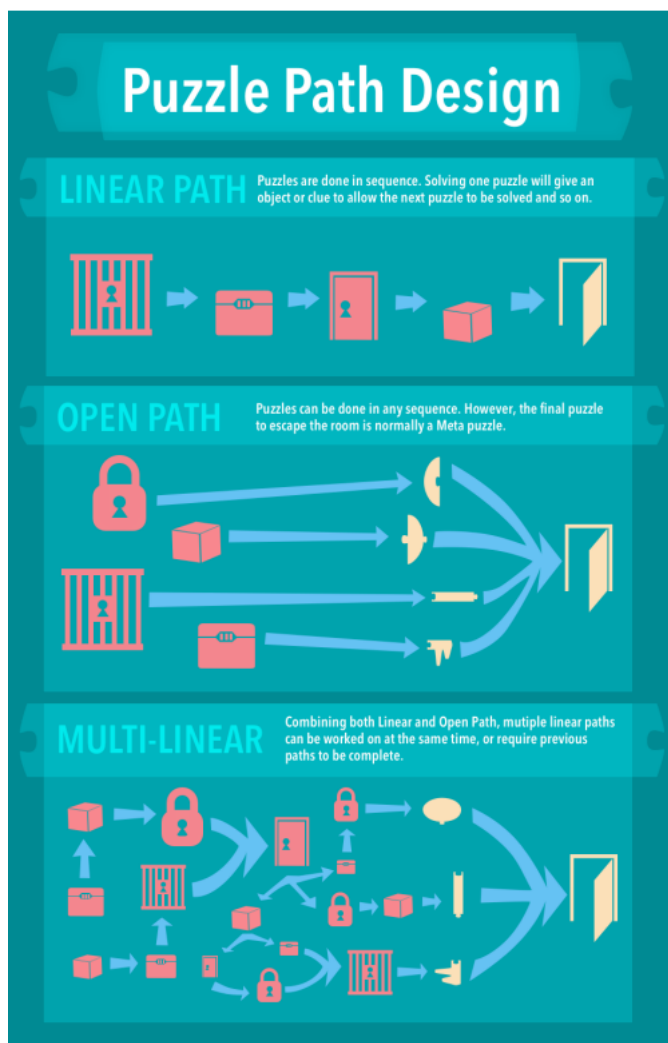 Puzzle Path Design
LINEAR PATH
Puzzles are done in sequence. Solving one puzzle will give an
object or clue to allow the next puzzle to be solved and so on.
OPEN PATH
Puzzles can be done in any sequence. However, the final puzzle
to escape the room is normally a Meta puzzle.
MULTI-LINEAR
Combining both Linear and Open Path, mutiple linear paths
can be worked on at the same time, or require previous
paths to be complete.